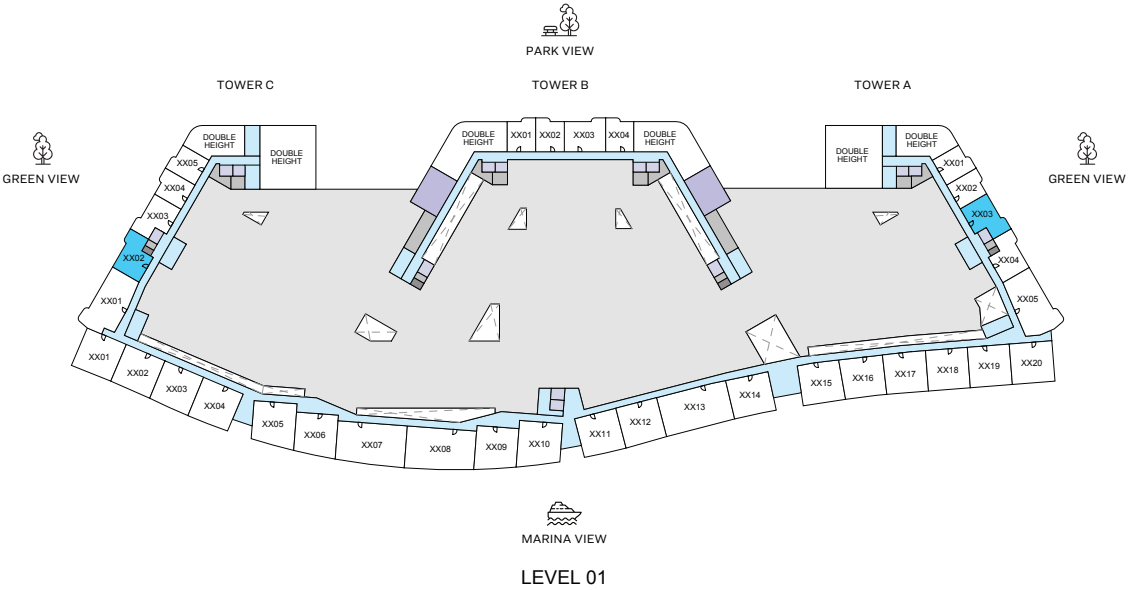 PARK VIEW
TOWER C
TOWER B
TOWER A
GREEN VIEW
GREEN VIEW
DOUBLE
HEIGHT
DOUBLE
HEIGHT
XX05
XX04
XX03
XX02
XX01
DOUBLE
HEIGHT
XX01
XX02
XX03
XX04
DOUBLE
HEIGHT
DOUBLE
HEIGHT
DOUBLE
HEIGHT
XX01
XX02
XX03
XX04
XX05
XX01
XX02
XX03
XX04
XX05
XX06
XX07
XX08
XX09
XX10
XX11
XX12
XX13
XX14
XX15
XX16
XX17
XX18
XX19
XX20
MARINA VIEW
LEVEL 01